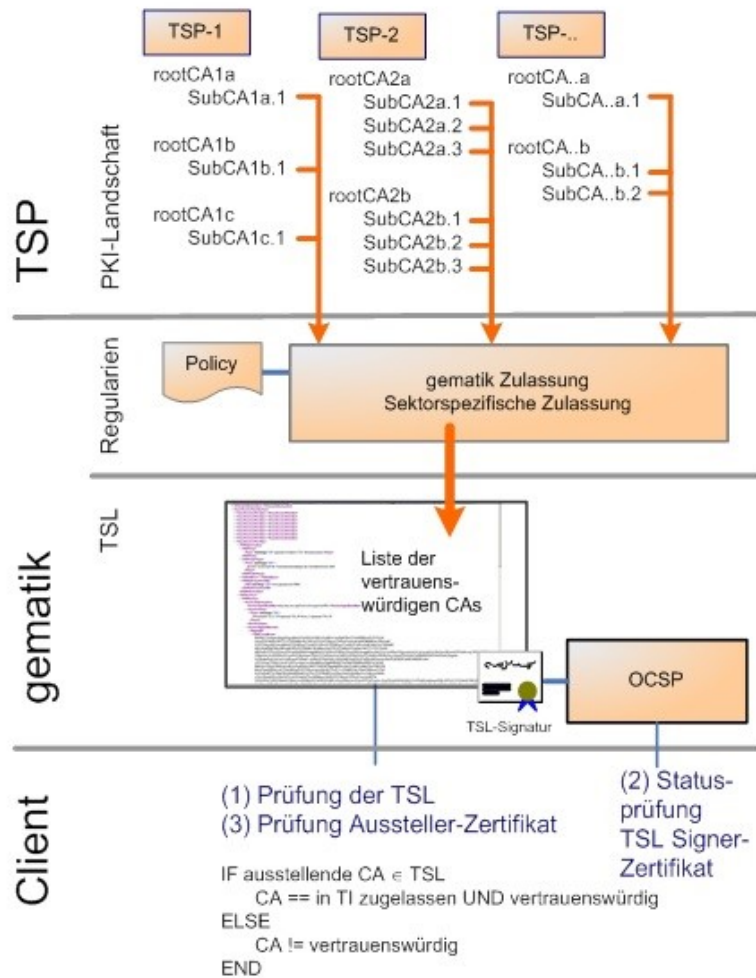 TSP-1
TSP-2
TSP-..
rootCA1a
SubCA1a.1
rootCA1b
SubCA1b.1
rootCA1c
SubCA1c.1
rootCA2a
SubCA2a.1
SubCA2a.2
SubCA2a.3
rootCA2b
SubCA2b.1
SubCA2b.2
SubCA2b.3
rootCA..a
SubCA..a.1
rootCA..b
SubCA..b.1
SubCA..b.2
TSP
PKI-Landschaft
Regularien
Policy
gematik Zulassung
Sektorspezifische Zulassung
gematik
TSL
Liste der
vertrauens-
würdigen CAs
TSL-Signatur
OCSP
Client
(1) Prüfung der TSL
(3) Prüfung Aussteller-Zertifikat
(2) Status-
prüfung
TSL Signer-
Zertifikat
IF ausstellende CA ∈ TSL
CA == in TI zugelassen UND vertrauenswürdig
ELSE
CA != vertrauenswürdig
END